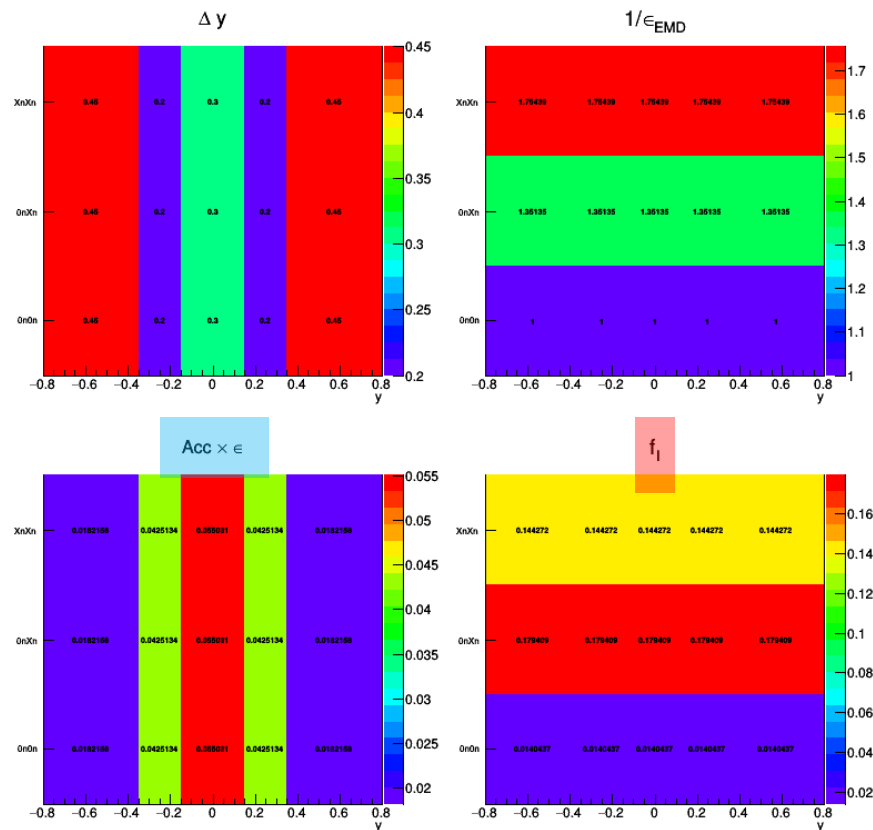 Δ y
XnXn 0.45 0.2 0.3 0.2 0.45
0nXn 0.45 0.2 0.3 0.2 0.45
0n0n 0.45 0.2 0.3 0.2 0.45
−0.8 −0.6 −0.4 −0.2 0 0.2 0.4 0.6 0.8
y
0.45
0.4
0.35
0.3
0.25
0.2
1/ϵEMD
XnXn 1.75439 1.75439 1.75439 1.75439 1.75439
0nXn 1.35135 1.35135 1.35135 1.35135 1.35135
0n0n 1 1 1 1 1
−0.8 −0.6 −0.4 −0.2 0 0.2 0.4 0.6 0.8
y
1.7
1.6
1.5
1.4
1.3
1.2
1.1
1
Acc × ϵ
XnXn 0.0182158 0.0425134 0.055031 0.0425134 0.0182158
0nXn 0.0182158 0.0425134 0.055031 0.0425134 0.0182158
0n0n 0.0182158 0.0425134 0.055031 0.0425134 0.0182158
−0.8 −0.6 −0.4 −0.2 0 0.2 0.4 0.6 0.8
y
0.055
0.05
0.045
0.04
0.035
0.03
0.025
0.02
fI
XnXn 0.144272 0.144272 0.144272 0.144272 0.144272
0nXn 0.179409 0.179409 0.179409 0.179409 0.179409
0n0n 0.0140437 0.0140437 0.0140437 0.0140437 0.0140437
−0.8 −0.6 −0.4 −0.2 0 0.2 0.4 0.6 0.8
y
0.16
0.14
0.12
0.1
0.08
0.06
0.04
0.02